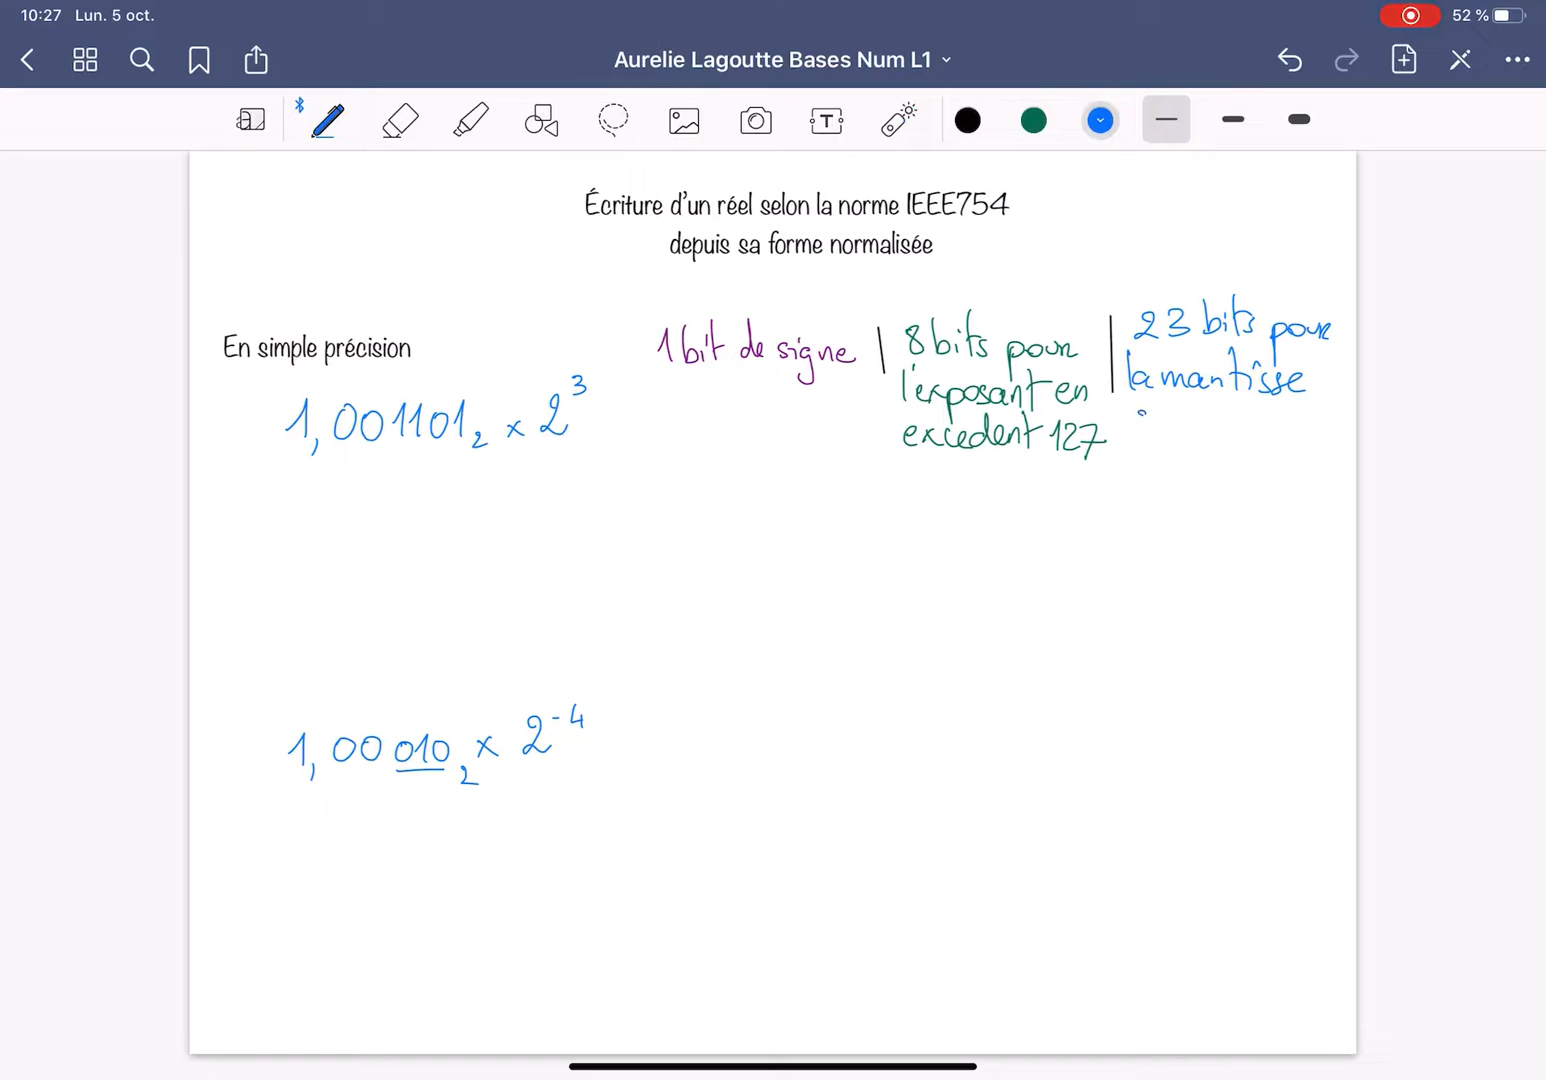 10:27 Lun. 5 oct. 52 %
Aurelie Lagoutte Bases Num L1
Écriture d'un réel selon la norme IEEE754
depuis sa forme normalisée
En simple précision
1 bit de signe | 8 bits pour l'exposant en excedent 127 | 23 bits pour la mantîsse
1,001101₂ × 2³
1,00010₂ × 2⁻⁴